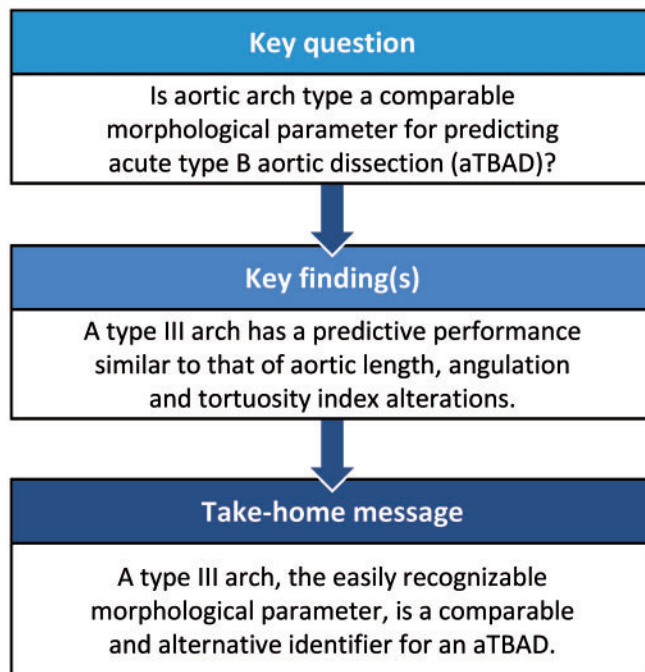 Key question
Is aortic arch type a comparable
morphological parameter for predicting
acute type B aortic dissection (aTBAD)?
Key finding(s)
A type III arch has a predictive performance
similar to that of aortic length, angulation
and tortuosity index alterations.
Take-home message
A type III arch, the easily recognizable
morphological parameter, is a comparable
and alternative identifier for an aTBAD.